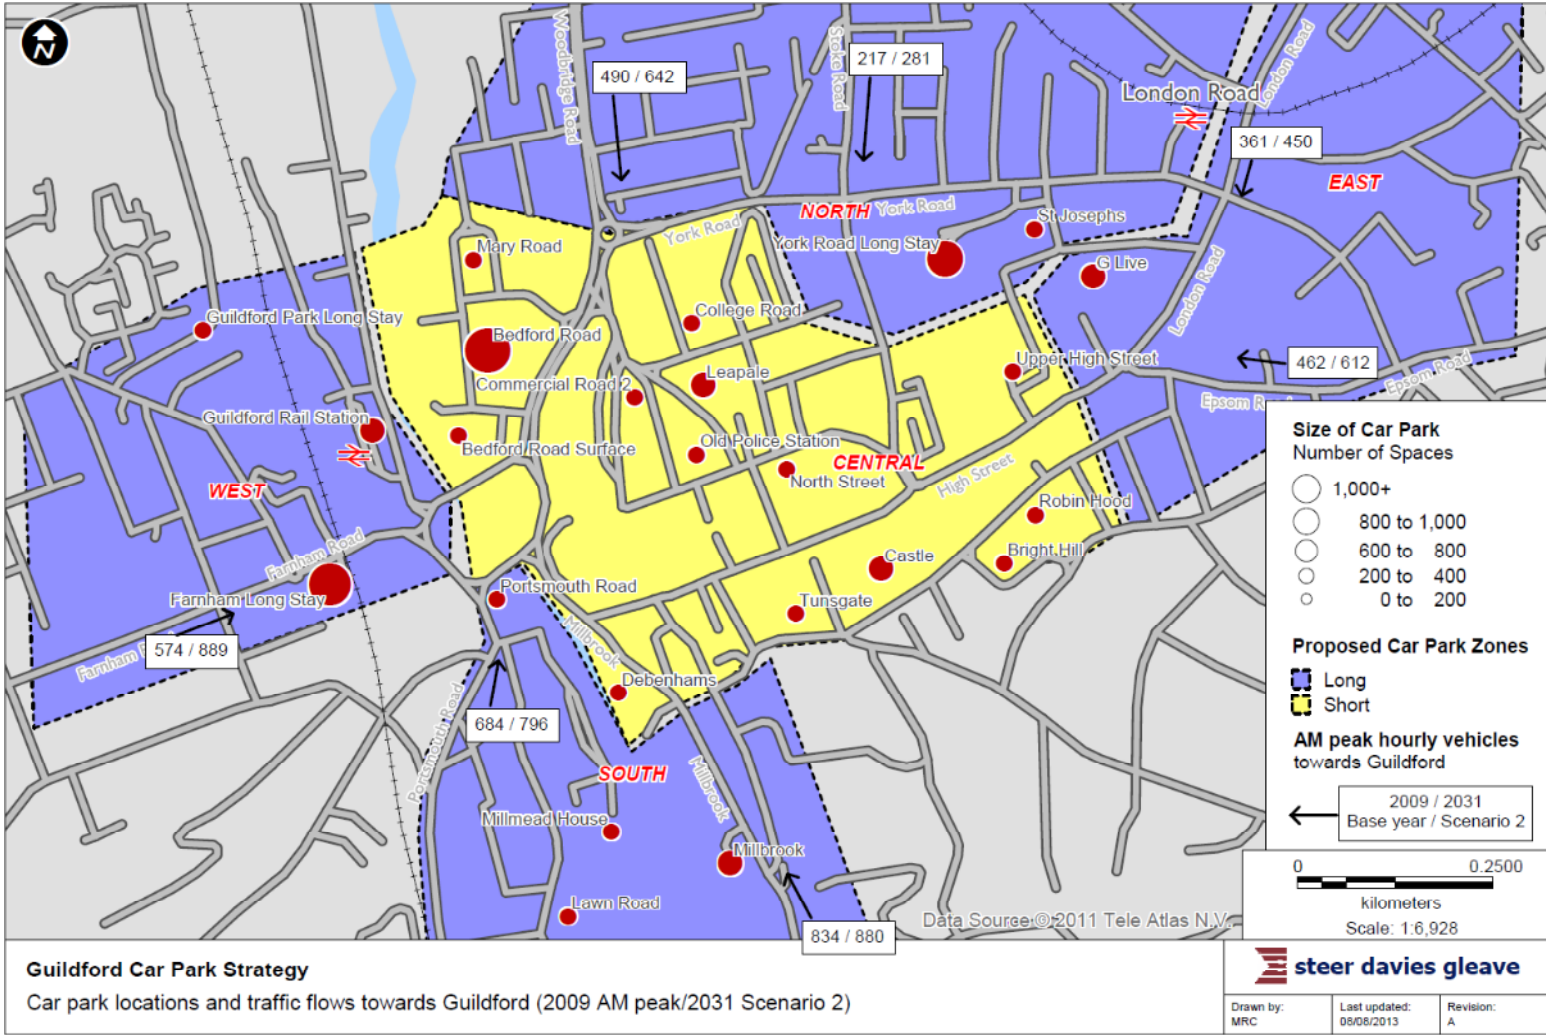 N
Woodbridge Road
Stoke Road
London Road
490 / 642
217 / 281
London Road
361 / 450
EAST
NORTH
York Road
York Road
St Josephs
Mary Road
York Road Long Stay
G Live
London Road
Guildford Park Long Stay
College Road
Bedford Road
Upper High Street
462 / 612
Leapale
Commercial Road 2
Epsom Road
Epsom
Guildford Rail Station
Old Police Station
Bedford Road Surface
CENTRAL
North Street
High Street
WEST
Robin Hood
Farnham Road
Bright Hill
Castle
Portsmouth Road
Farnham Long Stay
Tunsgate
Millbrook
574 / 889
Farnham
Debenhams
Portsmouth Road
684 / 796
SOUTH
Millbrook
Millmead House
Millbrook
Lawn Road
834 / 880
Data Source © 2011 Tele Atlas N.V.
Size of Car Park
Number of Spaces
1,000+
800 to 1,000
600 to 800
200 to 400
0 to 200
Proposed Car Park Zones
Long
Short
AM peak hourly vehicles
towards Guildford
2009 / 2031
Base year / Scenario 2
0 0.2500
kilometers
Scale: 1:6,928
Guildford Car Park Strategy
Car park locations and traffic flows towards Guildford (2009 AM peak/2031 Scenario 2)
steer davies gleave
Drawn by:
MRC
Last updated:
08/08/2013
Revision:
A